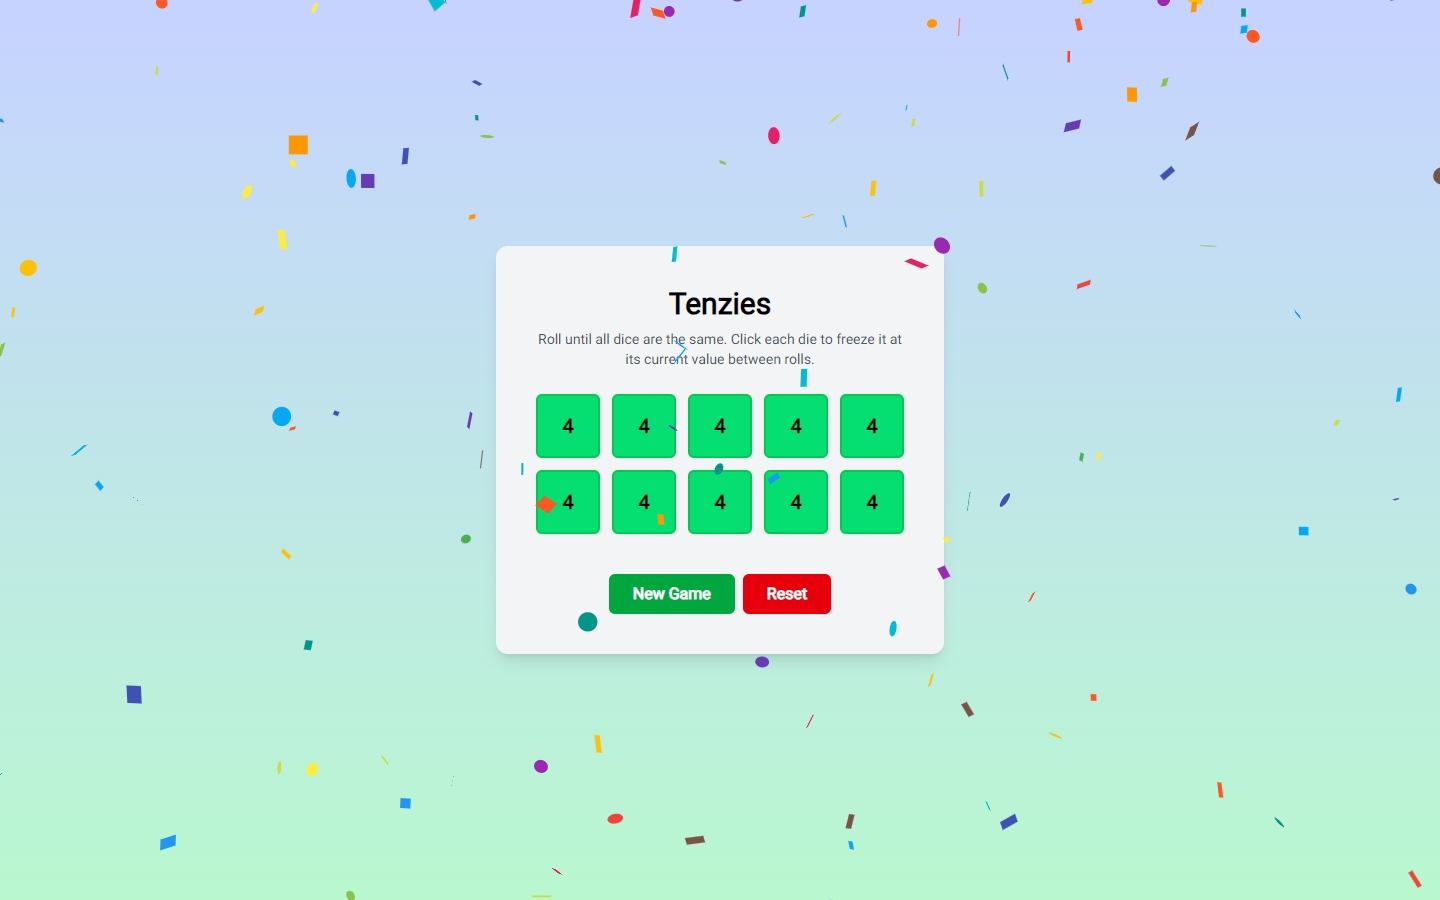 Tenzies
Roll until all dice are the same. Click each die to freeze it at
its current value between rolls.
4 4 4 4 4
4 4 4 4 4
New Game Reset